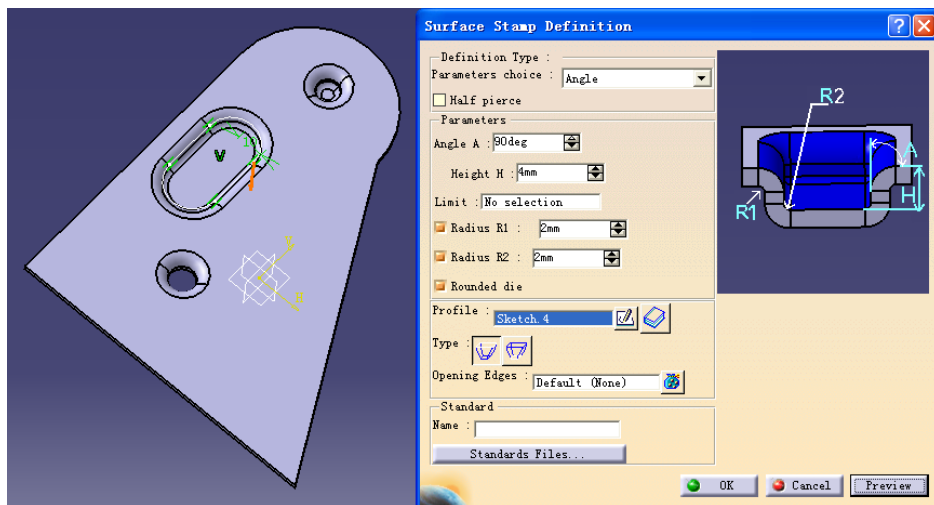 Surface Stamp Definition
Definition Type :
Parameters choice : Angle
Half pierce
Parameters
Angle A : 90deg
Height H : 4mm
Limit : No selection
Radius R1 : 2mm
Radius R2 : 2mm
Rounded die
Profile : Sketch.4
Type :
Opening Edges : Default (None)
Standard
Name :
Standards Files...
OK Cancel Preview
R2
A
H
R1
V